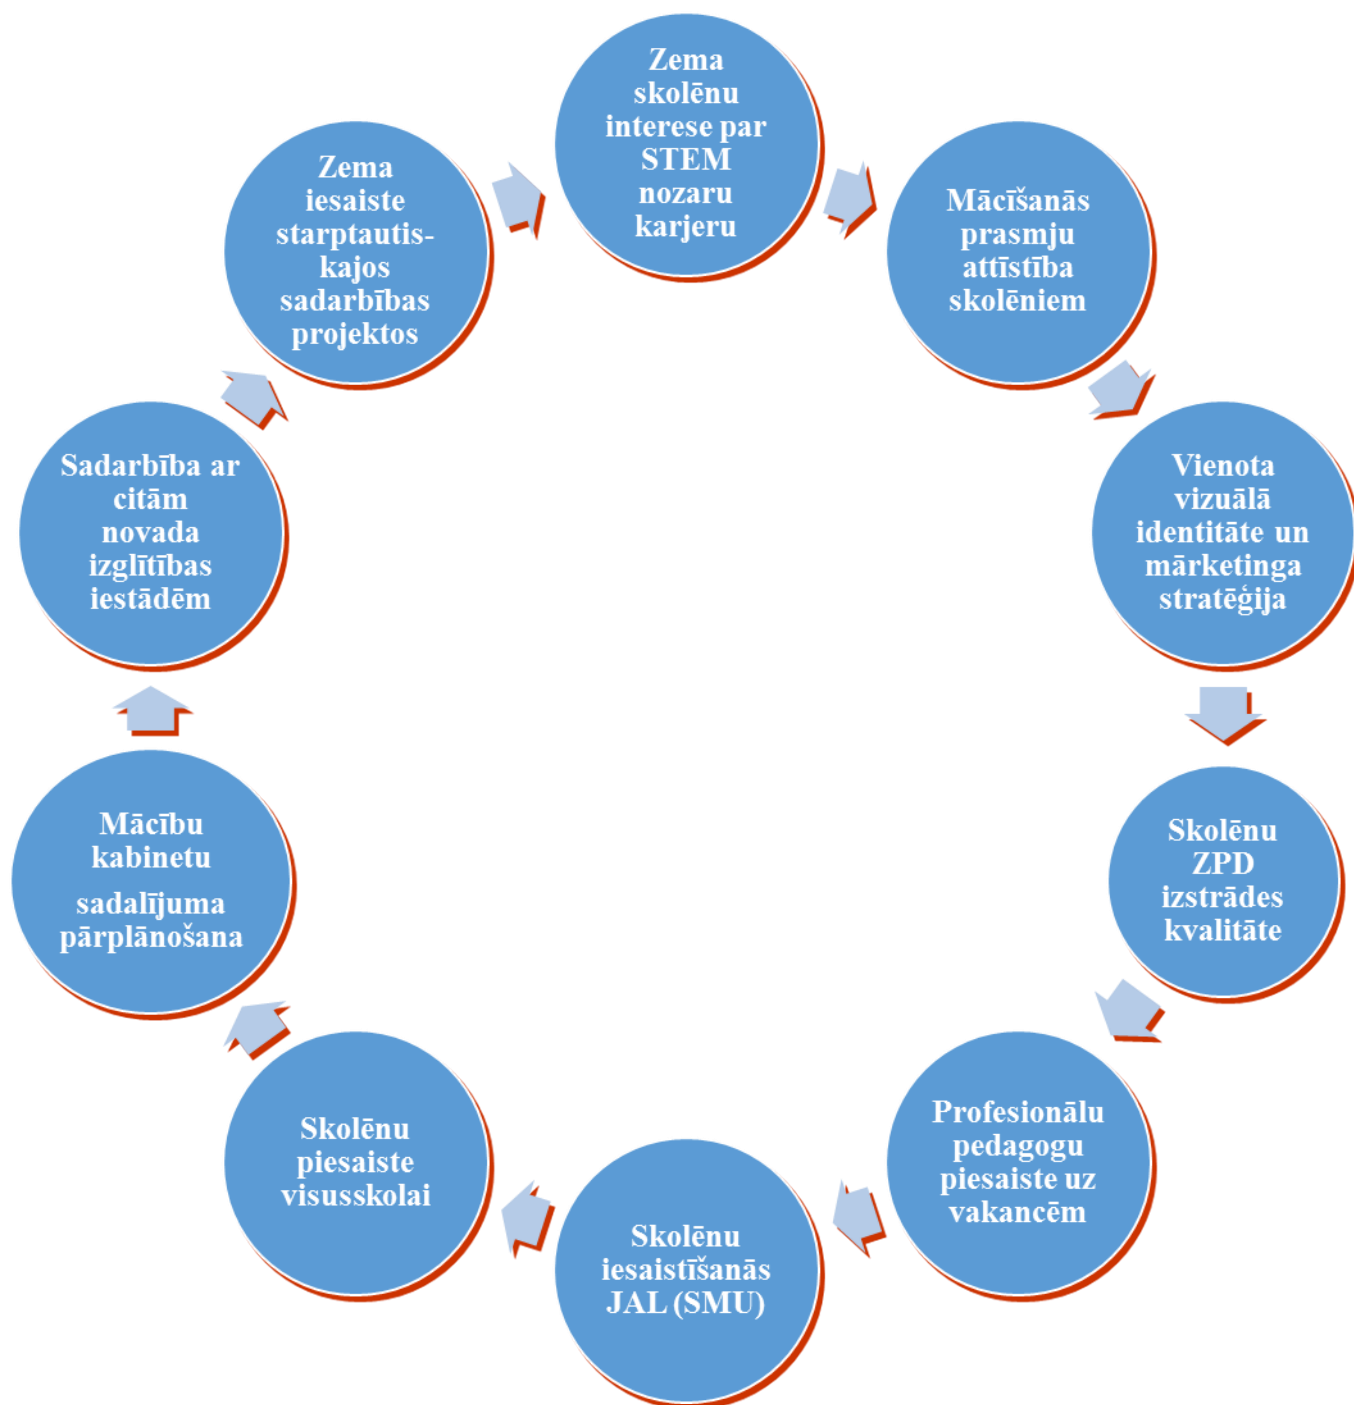 Zema
skolēnu
interese par
STEM
nozaru
karjeru
Mācīšanās
prasmju
attīstība
skolēniem
Vienota
vizuālā
identitāte un
mārketinga
stratēģija
Skolēnu
ZPD
izstrādes
kvalitāte
Profesionālu
pedagogu
piesaiste uz
vakancēm
Skolēnu
iesaistīšanās
JAL (SMU)
Skolēnu
piesaiste
visusskolai
Mācību
kabinetu
sadalījuma
pārplānošana
Sadarbība ar
citām
novada
izglītības
iestādēm
Zema
iesaiste
starptautis-
kajos
sadarbības
projektos